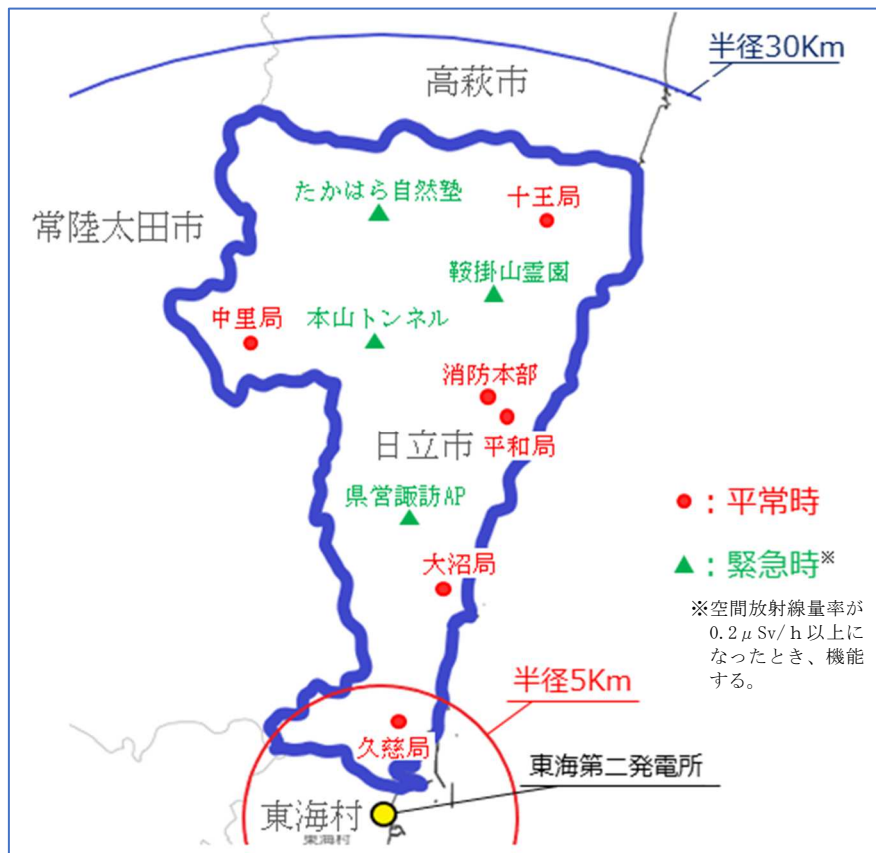 半径30Km
高萩市
たかはら自然塾
十王局
常陸太田市
鞍掛山霊園
中里局
本山トンネル
消防本部
日立市
平和局
県営諏訪AP
●：平常時
大沼局
▲：緊急時※
※空間放射線量率が
0.2μSv/h以上に
なったとき、機能
する。
半径5Km
久慈局
東海第二発電所
東海村
東海村